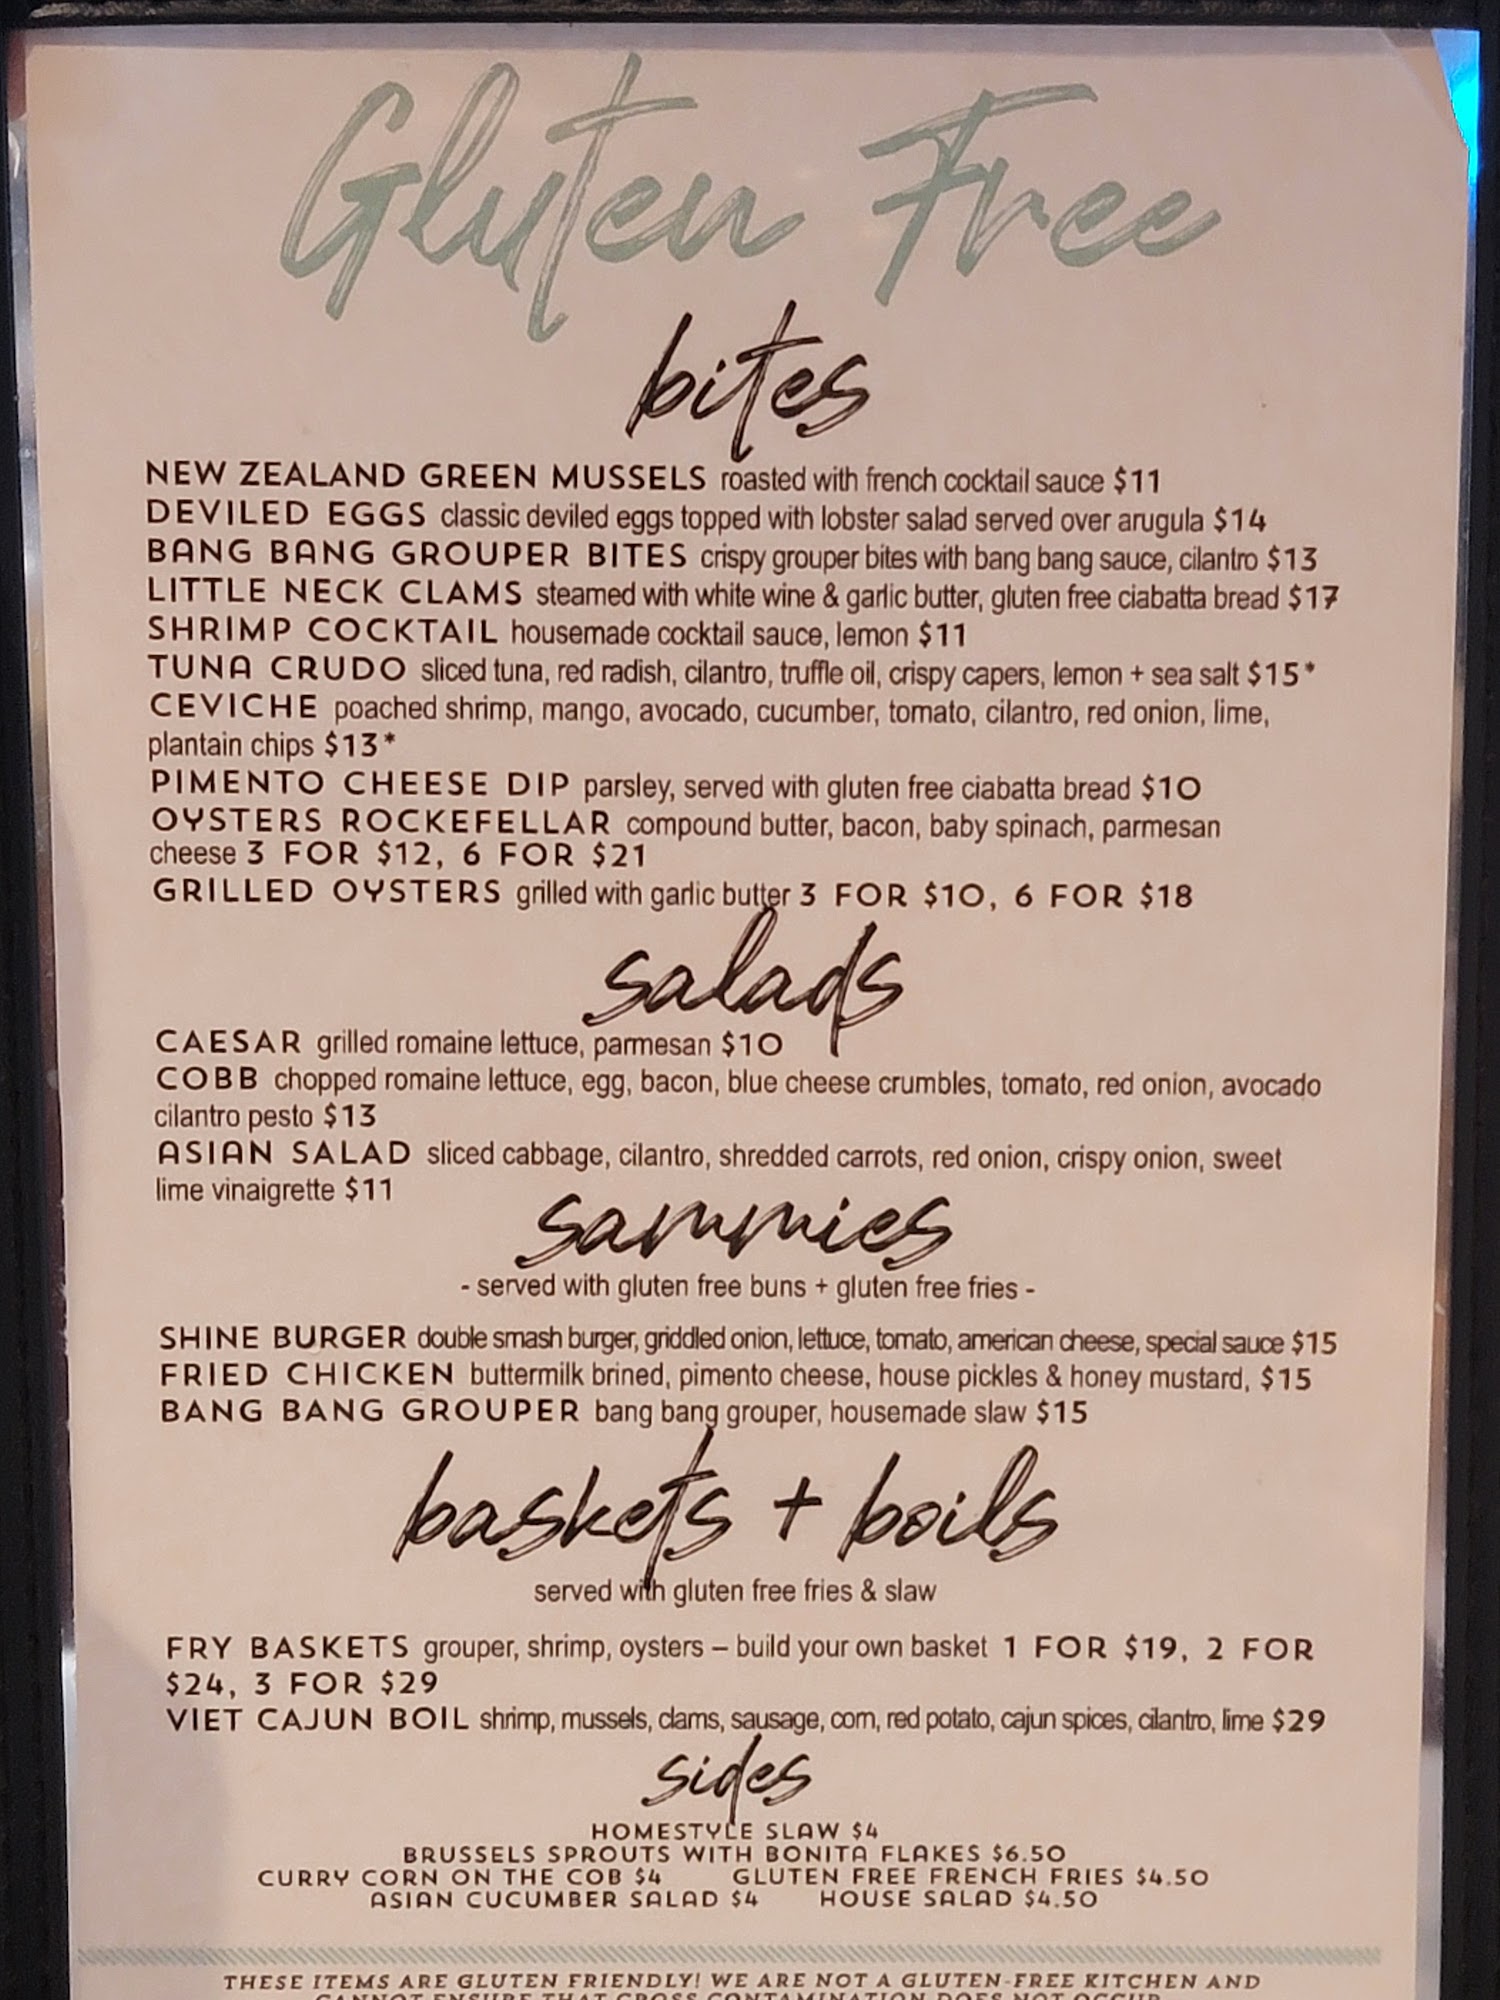 Gluten Free
bites
NEW ZEALAND GREEN MUSSELS roasted with french cocktail sauce $11
DEVILED EGGS classic deviled eggs topped with lobster salad served over arugula $14
BANG BANG GROUPER BITES crispy grouper bites with bang bang sauce, cilantro $13
LITTLE NECK CLAMS steamed with white wine & garlic butter, gluten free ciabatta bread $17
SHRIMP COCKTAIL housemade cocktail sauce, lemon $11
TUNA CRUDO sliced tuna, red radish, cilantro, truffle oil, crispy capers, lemon + sea salt $15*
CEVICHE poached shrimp, mango, avocado, cucumber, tomato, cilantro, red onion, lime,
plantain chips $13*
PIMENTO CHEESE DIP parsley, served with gluten free ciabatta bread $10
OYSTERS ROCKEFELLAR compound butter, bacon, baby spinach, parmesan
cheese 3 FOR $12, 6 FOR $21
GRILLED OYSTERS grilled with garlic butter 3 FOR $10, 6 FOR $18
salads
CAESAR grilled romaine lettuce, parmesan $10
COBB chopped romaine lettuce, egg, bacon, blue cheese crumbles, tomato, red onion, avocado
cilantro pesto $13
ASIAN SALAD sliced cabbage, cilantro, shredded carrots, red onion, crispy onion, sweet
lime vinaigrette $11
sammies
- served with gluten free buns + gluten free fries -
SHINE BURGER double smash burger, griddled onion, lettuce, tomato, american cheese, special sauce $15
FRIED CHICKEN buttermilk brined, pimento cheese, house pickles & honey mustard, $15
BANG BANG GROUPER bang bang grouper, housemade slaw $15
baskets + boils
served with gluten free fries & slaw
FRY BASKETS grouper, shrimp, oysters – build your own basket 1 FOR $19, 2 FOR
$24, 3 FOR $29
VIET CAJUN BOIL shrimp, mussels, clams, sausage, corn, red potato, cajun spices, cilantro, lime $29
sides
HOMESTYLE SLAW $4
BRUSSELS SPROUTS WITH BONITA FLAKES $6.50
CURRY CORN ON THE COB $4 GLUTEN FREE FRENCH FRIES $4.50
ASIAN CUCUMBER SALAD $4 HOUSE SALAD $4.50
THESE ITEMS ARE GLUTEN FRIENDLY! WE ARE NOT A GLUTEN-FREE KITCHEN AND
CANNOT ENSURE THAT CROSS CONTAMINATION DOES NOT OCCUR